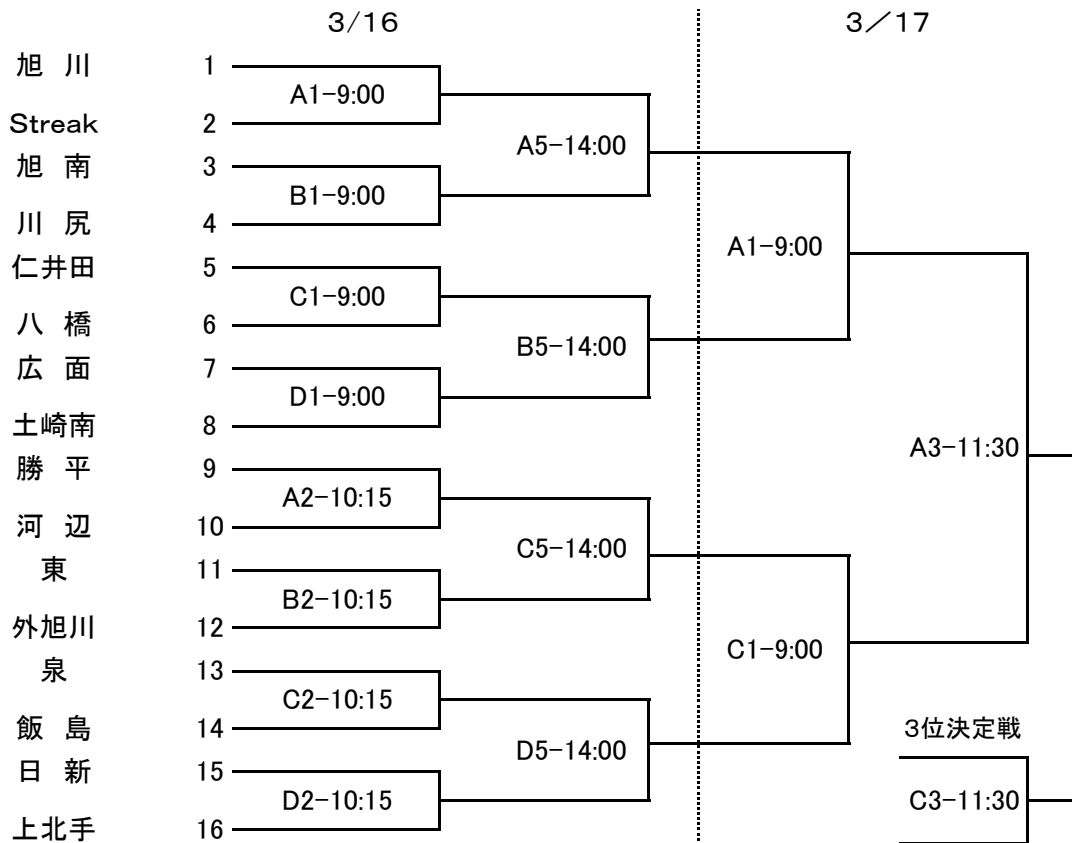 3/16 3／17
旭 川 1
A1-9:00
Streak 2
A5-14:00
旭 南 3
B1-9:00
川 尻 4
A1-9:00
仁井田 5
C1-9:00
八 橋 6
B5-14:00
広 面 7
D1-9:00
土崎南 8
A3-11:30
勝 平 9
A2-10:15
河 辺 10
C5-14:00
東 11
B2-10:15
外旭川 12
C1-9:00
泉 13
C2-10:15
飯 島 14
3位決定戦
D5-14:00
日 新 15
D2-10:15 C3-11:30
上北手 16